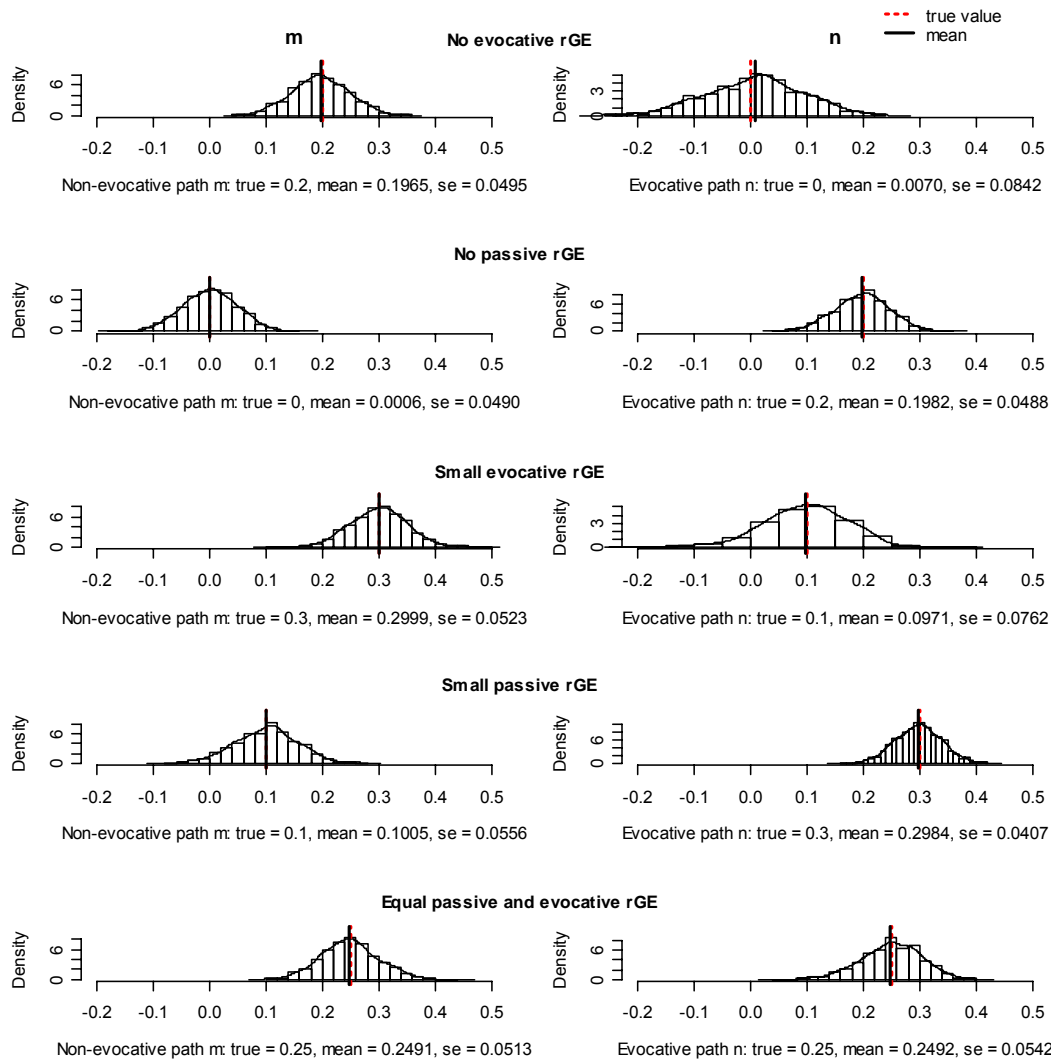 true value
mean
m
No evocative rGE
n
Density
0 6
Density
0 3
-0.2 -0.1 0.0 0.1 0.2 0.3 0.4 0.5
-0.2 -0.1 0.0 0.1 0.2 0.3 0.4 0.5
Non-evocative path m: true = 0.2, mean = 0.1965, se = 0.0495
Evocative path n: true = 0, mean = 0.0070, se = 0.0842
No passive rGE
Density
0 6
Density
0 6
-0.2 -0.1 0.0 0.1 0.2 0.3 0.4 0.5
-0.2 -0.1 0.0 0.1 0.2 0.3 0.4 0.5
Non-evocative path m: true = 0, mean = 0.0006, se = 0.0490
Evocative path n: true = 0.2, mean = 0.1982, se = 0.0488
Small evocative rGE
Density
0 6
Density
0 3
-0.2 -0.1 0.0 0.1 0.2 0.3 0.4 0.5
-0.2 -0.1 0.0 0.1 0.2 0.3 0.4 0.5
Non-evocative path m: true = 0.3, mean = 0.2999, se = 0.0523
Evocative path n: true = 0.1, mean = 0.0971, se = 0.0762
Small passive rGE
Density
0 6
Density
0 6
-0.2 -0.1 0.0 0.1 0.2 0.3 0.4 0.5
-0.2 -0.1 0.0 0.1 0.2 0.3 0.4 0.5
Non-evocative path m: true = 0.1, mean = 0.1005, se = 0.0556
Evocative path n: true = 0.3, mean = 0.2984, se = 0.0407
Equal passive and evocative rGE
Density
0 6
Density
0 6
-0.2 -0.1 0.0 0.1 0.2 0.3 0.4 0.5
-0.2 -0.1 0.0 0.1 0.2 0.3 0.4 0.5
Non-evocative path m: true = 0.25, mean = 0.2491, se = 0.0513
Evocative path n: true = 0.25, mean = 0.2492, se = 0.0542